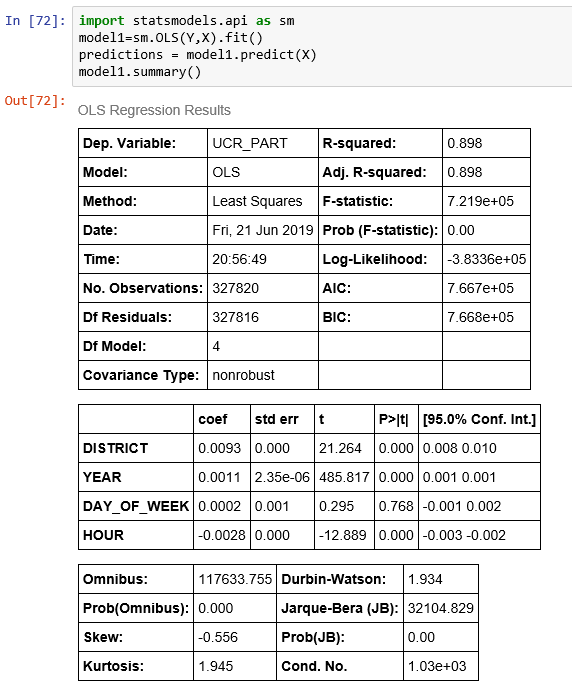 In [72]: import statsmodels.api as sm
model1=sm.OLS(Y,X).fit()
predictions = model1.predict(X)
model1.summary()
Out[72]: OLS Regression Results
Dep. Variable: UCR_PART R-squared: 0.898
Model: OLS Adj. R-squared: 0.898
Method: Least Squares F-statistic: 7.219e+05
Date: Fri, 21 Jun 2019 Prob (F-statistic): 0.00
Time: 20:56:49 Log-Likelihood: -3.8336e+05
No. Observations: 327820 AIC: 7.667e+05
Df Residuals: 327816 BIC: 7.668e+05
Df Model: 4
Covariance Type: nonrobust
coef std err t P>|t| [95.0% Conf. Int.]
DISTRICT 0.0093 0.000 21.264 0.000 0.008 0.010
YEAR 0.0011 2.35e-06 485.817 0.000 0.001 0.001
DAY_OF_WEEK 0.0002 0.001 0.295 0.768 -0.001 0.002
HOUR -0.0028 0.000 -12.889 0.000 -0.003 -0.002
Omnibus: 117633.755 Durbin-Watson: 1.934
Prob(Omnibus): 0.000 Jarque-Bera (JB): 32104.829
Skew: -0.556 Prob(JB): 0.00
Kurtosis: 1.945 Cond. No. 1.03e+03